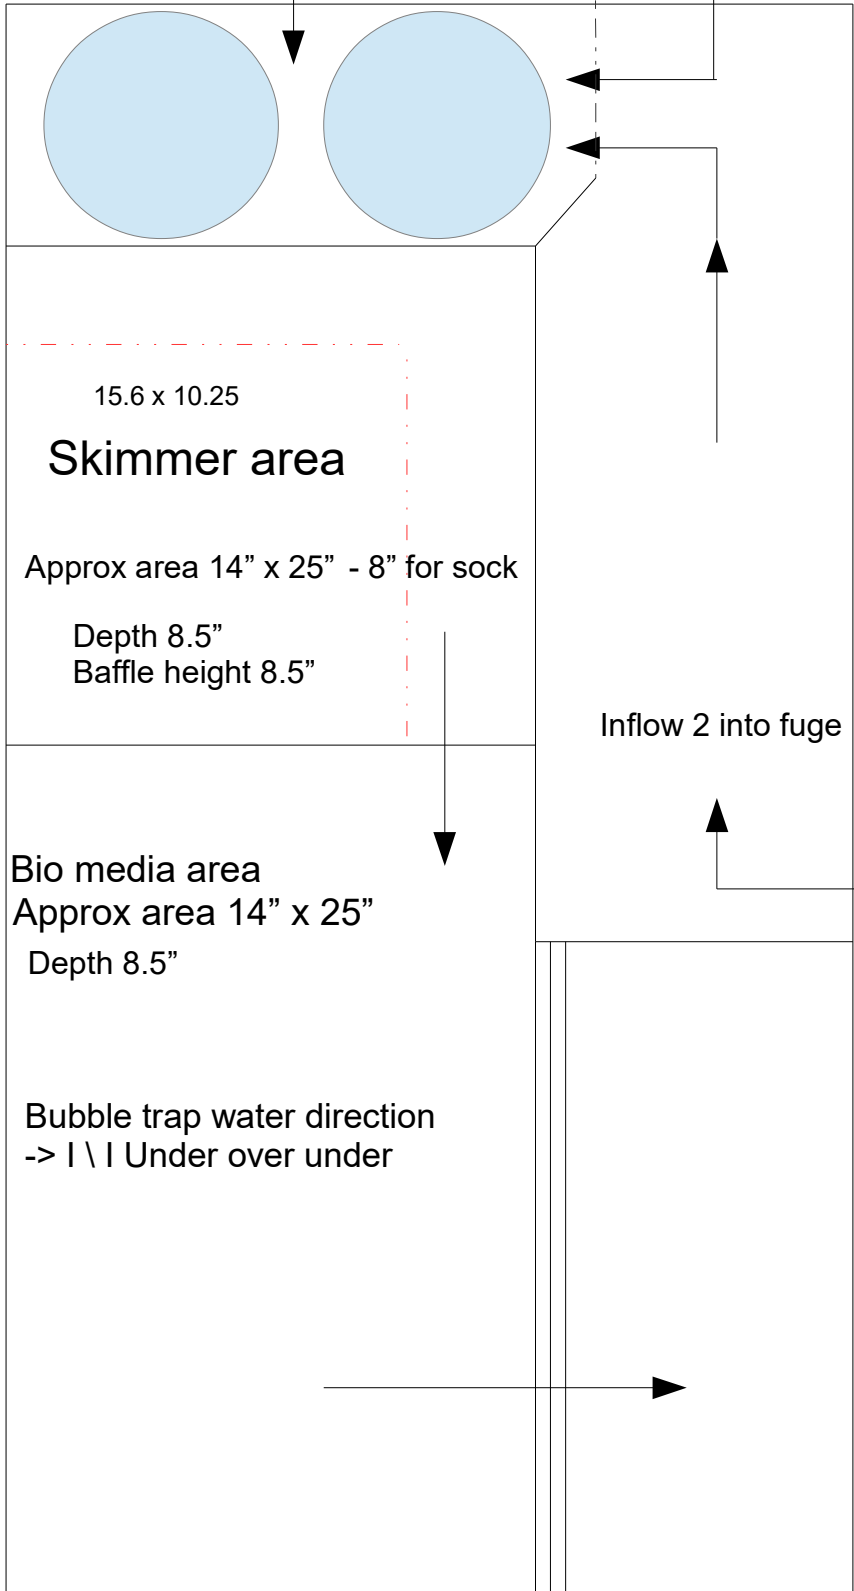 15.6 x 10.25
Skimmer area
Approx area 14” x 25” - 8” for sock
Depth 8.5”
Baffle height 8.5”
Inflow 2 into fuge
Bio media area
Approx area 14” x 25”
Depth 8.5”
Bubble trap water direction
-> I \ I Under over under